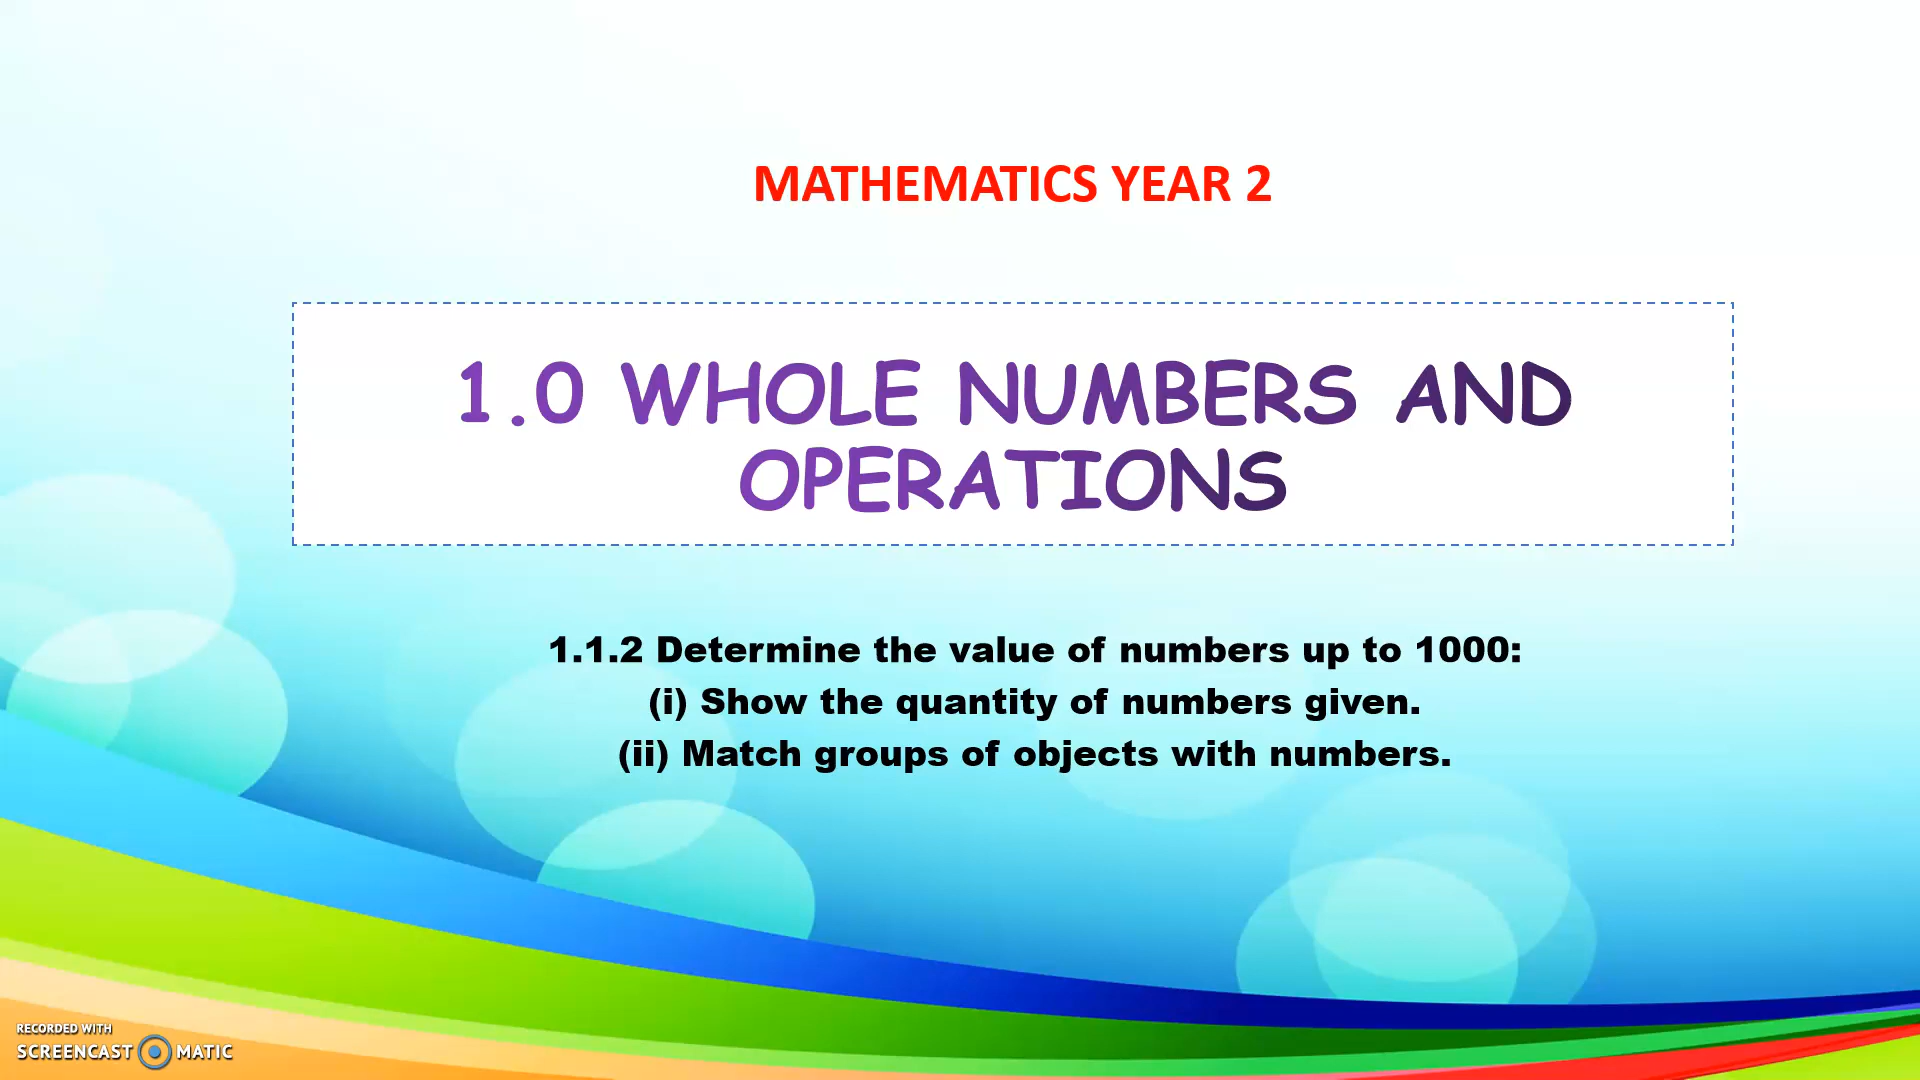 MATHEMATICS YEAR 2
1.0 WHOLE NUMBERS AND
OPERATIONS
1.1.2 Determine the value of numbers up to 1000:
(i) Show the quantity of numbers given.
(ii) Match groups of objects with numbers.
RECORDED WITH
SCREENCAST MATIC